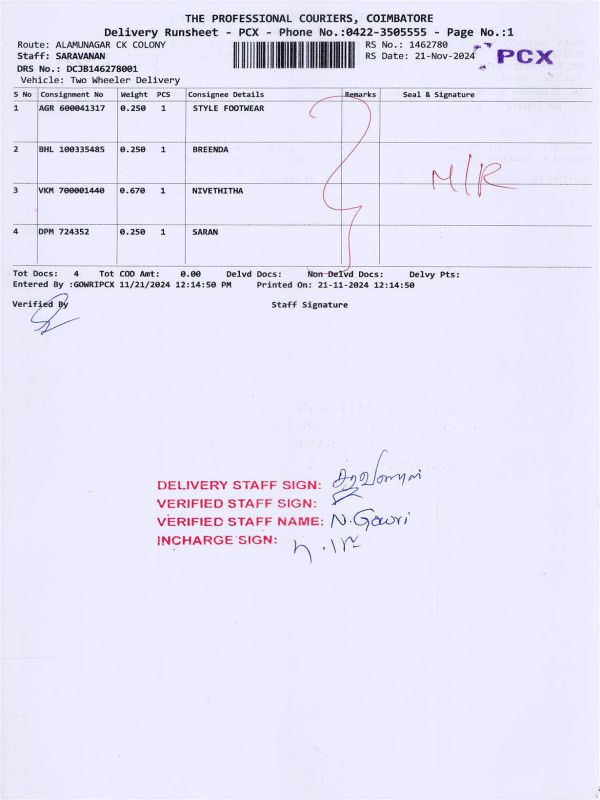 THE PROFESSIONAL COURIERS, COIMBATORE
Delivery Runsheet - PCX - Phone No.:0422-3505555 - Page No.:1
Route: ALAMUNAGAR CK COLONY RS No.: 1462780
Staff: SARAVANAN RS Date: 21-Nov-2024 PCX
DRS No.: DCJB146278001
Vehicle: Two Wheeler Delivery
S No Consignment No Weight PCS Consignee Details Remarks Seal & Signature
1 AGR 600041317 0.250 1 STYLE FOOTWEAR
2 BHL 100335485 0.250 1 BREENDA
M/R
3 VKM 700001440 0.670 1 NIVETHITHA
4 DPM 724352 0.250 1 SARAN
Tot Docs: 4 Tot COD Amt: 0.00 Delvd Docs: Non Delvd Docs: Delvy Pts:
Entered By :GOWRIPCX 11/21/2024 12:14:50 PM Printed On: 21-11-2024 12:14:50
Verified By Staff Signature
DELIVERY STAFF SIGN:
VERIFIED STAFF SIGN:
VERIFIED STAFF NAME: N.Gowri
INCHARGE SIGN: